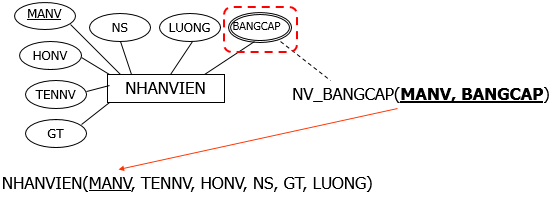 MANV
NS
LUONG
BANGCAP
HONV
TENNV
NHANVIEN
GT
NV_BANGCAP(MANV, BANGCAP)
NHANVIEN(MANV, TENNV, HONV, NS, GT, LUONG)